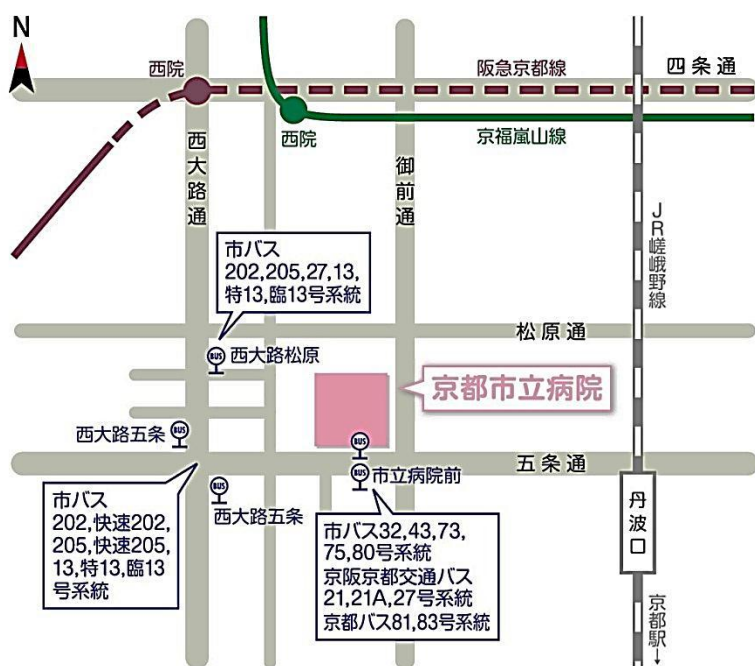 N
西院
阪急京都線
四条通
西院
京福嵐山線
西大路通
御前通
JR嵯峨野線
市バス
202,205,27,13,
特13,臨13号系統
松原通
BUS
西大路松原
京都市立病院
西大路五条
BUS
BUS
五条通
BUS
市立病院前
BUS
西大路五条
市バス
202,快速202,
205,快速205,
13,特13,臨13
号系統
市バス32,43,73,
75,80号系統
京阪京都交通バス
21,21A,27号系統
京都バス81,83号系統
丹波口
京都駅→